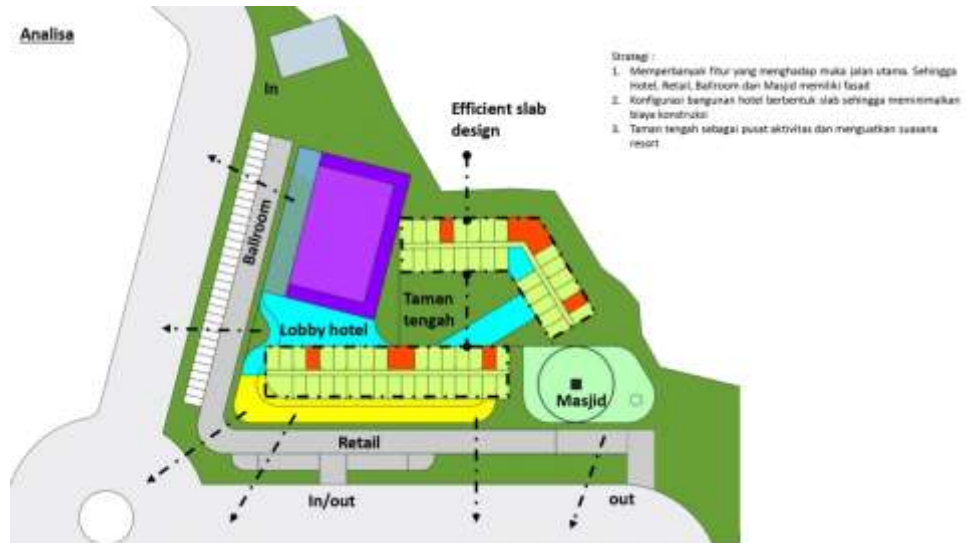 Analisa
Strategi :
1. Memperbanyak fitur yang menghadap muka jalan utama. Sehingga
Hotel, Retail, Ballroom dan Masjid memiliki fasad
2. Konfigurasi bangunan hotel berbentuk slab sehingga meminimalkan
biaya konstruksi
3. Taman tengah sebagai pusat aktivitas dan menguatkan suasana
resort
In
Efficient slab
design
Ballroom
Taman
tengah
Lobby hotel
Masjid
Retail
In/out
out